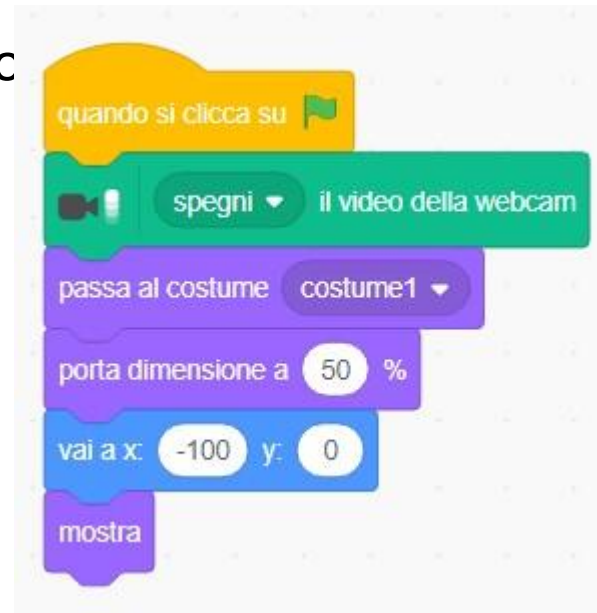 quando si clicca su
spegni il video della webcam
passa al costume costume1
porta dimensione a 50 %
vai a x: -100 y: 0
mostra